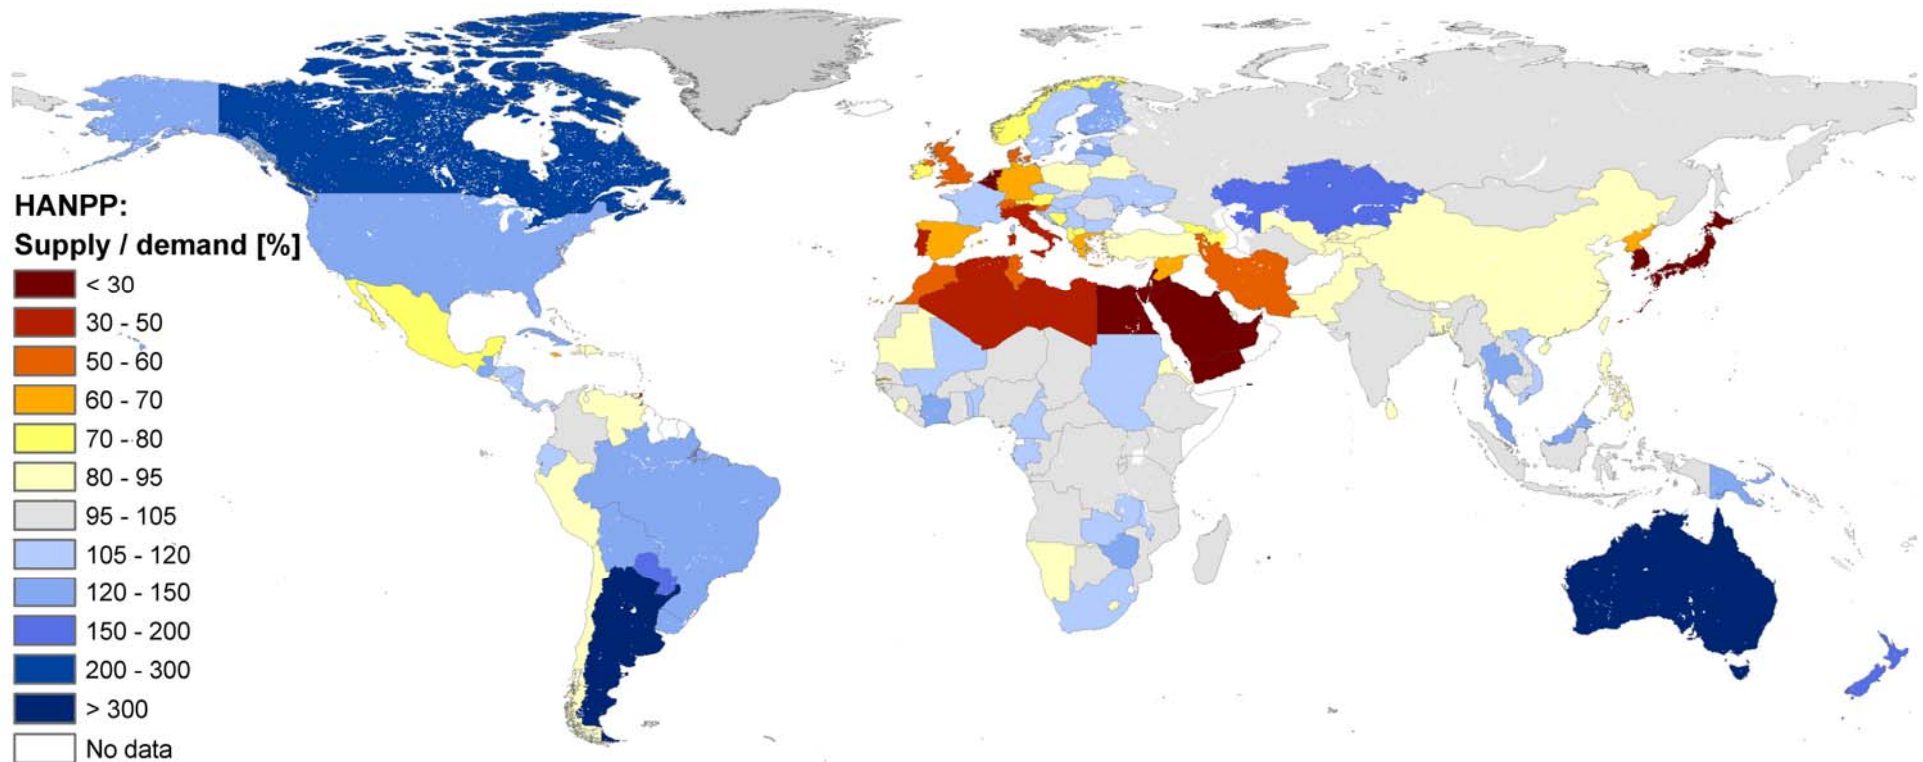 HANPP:
Supply / demand [%]
< 30
30 - 50
50 - 60
60 - 70
70 - 80
80 - 95
95 - 105
105 - 120
120 - 150
150 - 200
200 - 300
> 300
No data